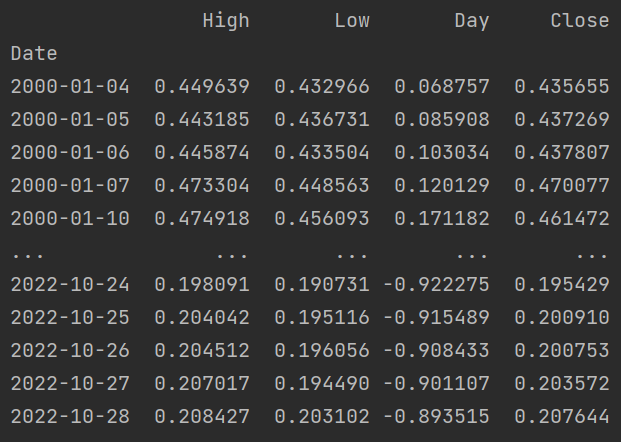 High Low Day Close
Date
2000-01-04 0.449639 0.432966 0.068757 0.435655
2000-01-05 0.443185 0.436731 0.085908 0.437269
2000-01-06 0.445874 0.433504 0.103034 0.437807
2000-01-07 0.473304 0.448563 0.120129 0.470077
2000-01-10 0.474918 0.456093 0.171182 0.461472
... ... ... ... ...
2022-10-24 0.198091 0.190731 -0.922275 0.195429
2022-10-25 0.204042 0.195116 -0.915489 0.200910
2022-10-26 0.204512 0.196056 -0.908433 0.200753
2022-10-27 0.207017 0.194490 -0.901107 0.203572
2022-10-28 0.208427 0.203102 -0.893515 0.207644